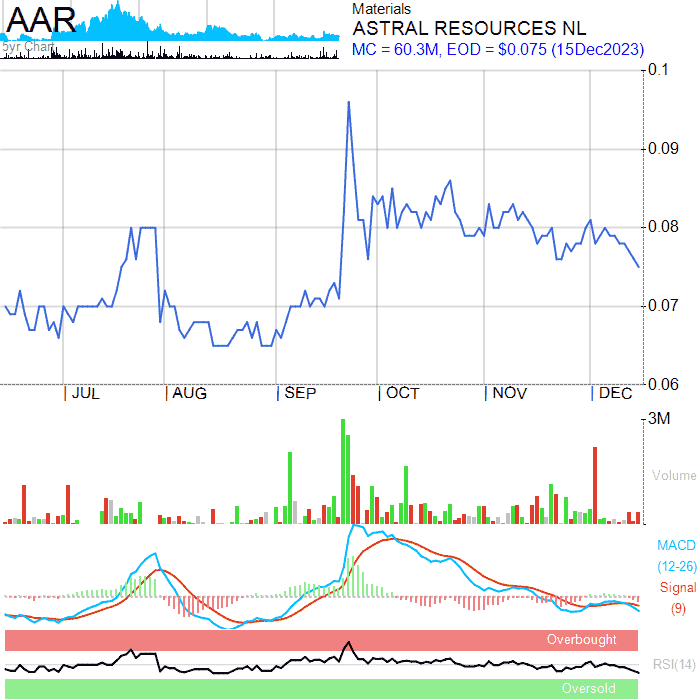 AAR
5yr Chart
Materials
ASTRAL RESOURCES NL
MC = 60.3M, EOD = $0.075 (15Dec2023)
0.1
0.09
0.08
0.07
0.06
JUL AUG SEP OCT NOV DEC
3M
Volume
MACD
(12-26)
Signal
(9)
Overbought
RSI(14)
Oversold